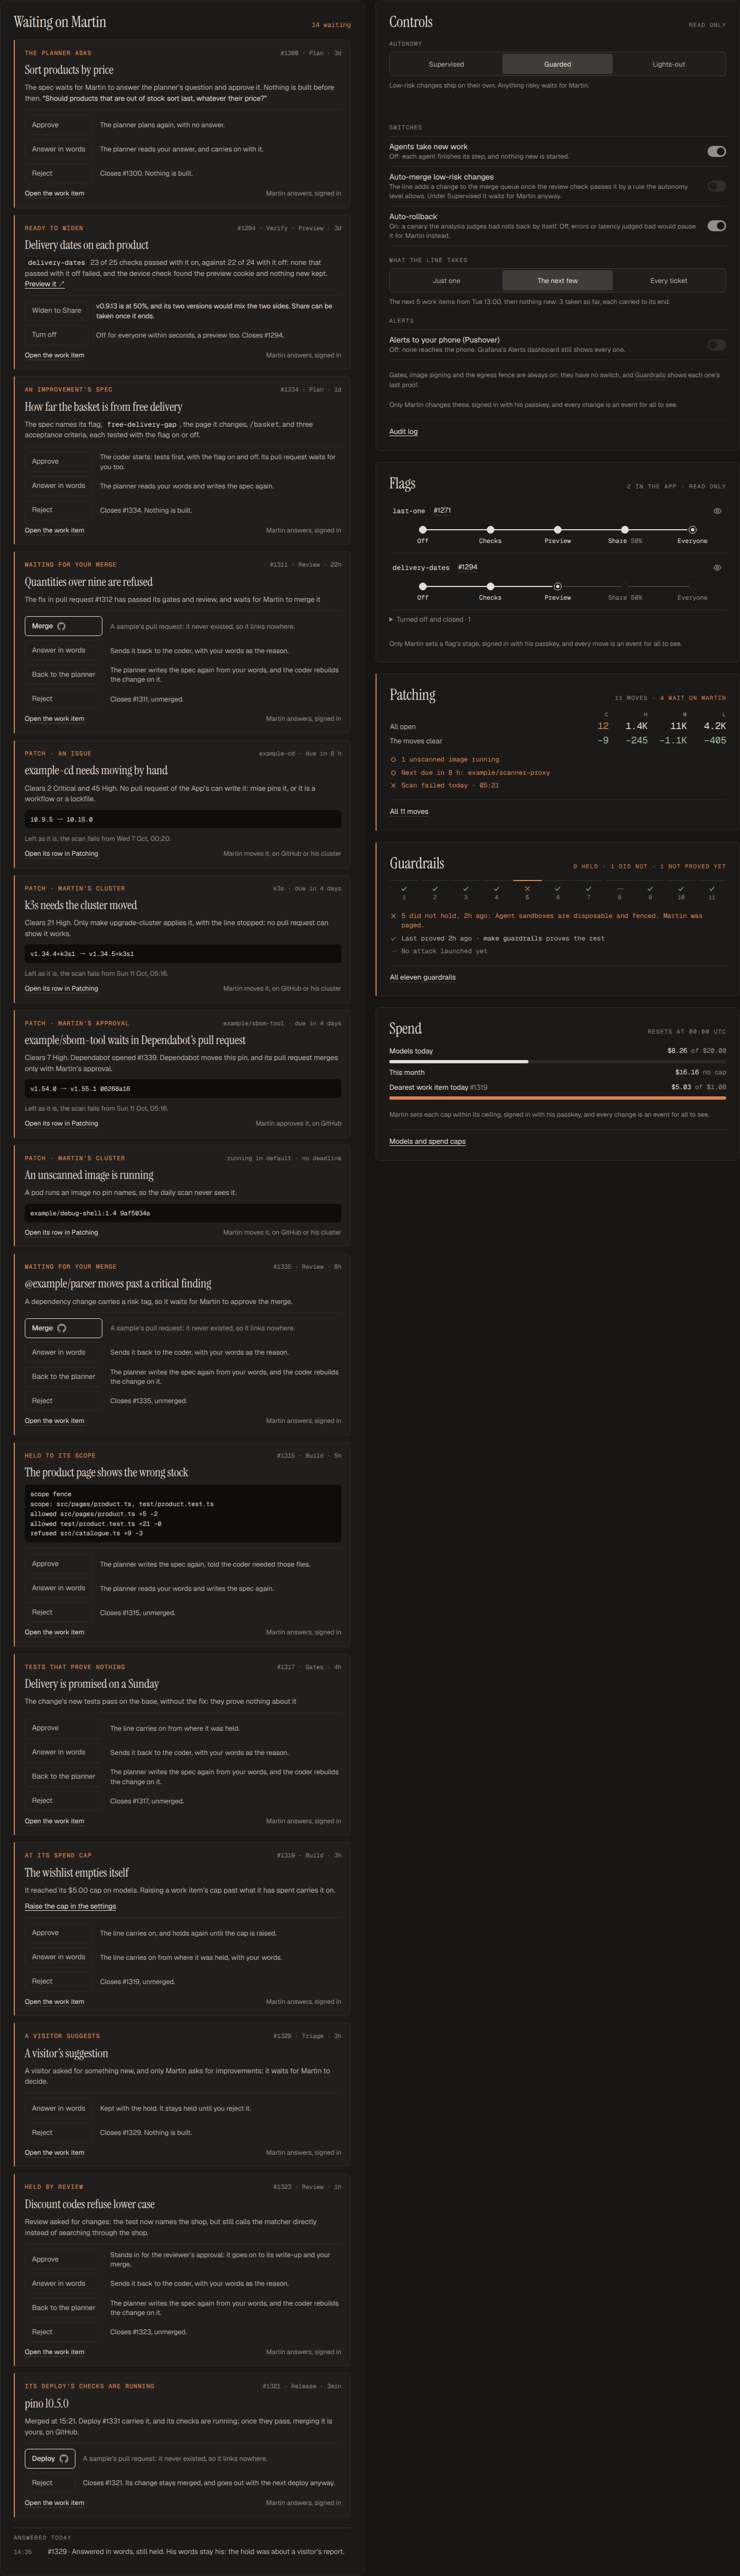 Waiting on Martin
14 waiting
THE PLANNER ASKS
#1300 · Plan · 3d
Sort products by price
The spec waits for Martin to answer the planner's question and approve it. Nothing is built before
then. "Should products that are out of stock sort last, whatever their price?"
Approve
The planner plans again, with no answer.
Answer in words
The planner reads your answer, and carries on with it.
Reject
Closes #1300. Nothing is built.
Open the work item
Martin answers, signed in
READY TO WIDEN
#1294 · Verify · Preview · 3d
Delivery dates on each product
delivery-dates 23 of 25 checks passed with it on, against 22 of 24 with it off: none that
passed with it off failed, and the device check found the preview cookie and nothing new kept.
Preview it ↗
Widen to Share
v0.9.13 is at 50%, and its two versions would mix the two sides. Share can
be taken once it ends.
Turn off
Off for everyone within seconds, a preview too. Closes #1294.
Open the work item
Martin answers, signed in
AN IMPROVEMENT'S SPEC
#1334 · Plan · 1d
How far the basket is from free delivery
The spec names its flag, free-delivery-gap, the page it changes, /basket, and three
acceptance criteria, each tested with the flag on or off.
Approve
The coder starts: tests first, with the flag on and off. Its pull request waits for
you too.
Answer in words
The planner reads your words and writes the spec again.
Reject
Closes #1334. Nothing is built.
Open the work item
Martin answers, signed in
WAITING FOR YOUR MERGE
#1311 · Review · 22h
Quantities over nine are refused
The fix in pull request #1312 has passed its gates and review, and waits for Martin to merge it
Merge
A sample's pull request: it never existed, so it links nowhere.
Answer in words
Sends it back to the coder, with your words as the reason.
Back to the planner
The planner writes the spec again from your words, and the coder rebuilds
the change on it.
Reject
Closes #1311, unmerged.
Open the work item
Martin answers, signed in
PATCH · AN ISSUE
example-cd · due in 8 h
example-cd needs moving by hand
Clears 2 Critical and 45 High. No pull request of the App's can write it: mise pins it, or it is a
workflow or a lockfile.
10.9.5 → 10.15.0
Left as it is, the scan fails from Wed 7 Oct, 00:20.
Open its row in Patching
Martin moves it, on GitHub or his cluster
PATCH · MARTIN'S CLUSTER
k3s · due in 4 days
k3s needs the cluster moved
Clears 21 High. Only make upgrade-cluster applies it, with the line stopped: no pull request can
show it works.
v1.34.4+k3s1 → v1.34.5+k3s1
Left as it is, the scan fails from Sun 11 Oct, 05:16.
Open its row in Patching
Martin moves it, on GitHub or his cluster
PATCH · MARTIN'S APPROVAL
example/sbom-tool · due in 4 days
example/sbom-tool waits in Dependabot's pull request
Clears 7 High. Dependabot opened #1339. Dependabot moves this pin, and its pull request merges
only with Martin's approval.
v1.54.0 → v1.55.1 06268a16
Left as it is, the scan fails from Sun 11 Oct, 05:16.
Open its row in Patching
Martin approves it, on GitHub
PATCH · MARTIN'S CLUSTER
running in default · no deadline
An unscanned image is running
A pod runs an image no pin names, so the daily scan never sees it.
example/debug-shell:1.4 9af5034a
Open its row in Patching
Martin moves it, on GitHub or his cluster
WAITING FOR YOUR MERGE
#1335 · Review · 8h
@example/parser moves past a critical finding
A dependency change carries a risk tag, so it waits for Martin to approve the merge.
Merge
A sample's pull request: it never existed, so it links nowhere.
Answer in words
Sends it back to the coder, with your words as the reason.
Back to the planner
The planner writes the spec again from your words, and the coder rebuilds
the change on it.
Reject
Closes #1335, unmerged.
Open the work item
Martin answers, signed in
HELD TO ITS SCOPE
#1315 · Build · 5h
The product page shows the wrong stock
scope fence
scope: src/pages/product.ts, test/product.test.ts
allowed src/pages/product.ts +5 −2
allowed test/product.test.ts +21 −0
refused src/catalogue.ts +9 −3
Approve
The planner writes the spec again, told the coder needed those files.
Answer in words
The planner reads your words and writes the spec again.
Reject
Closes #1315, unmerged.
Open the work item
Martin answers, signed in
TESTS THAT PROVE NOTHING
#1317 · Gates · 4h
Delivery is promised on a Sunday
The change's new tests pass on the base, without the fix: they prove nothing about it
Approve
The line carries on from where it was held.
Answer in words
Sends it back to the coder, with your words as the reason.
Back to the planner
The planner writes the spec again from your words, and the coder rebuilds
the change on it.
Reject
Closes #1317, unmerged.
Open the work item
Martin answers, signed in
AT ITS SPEND CAP
#1319 · Build · 3h
The wishlist empties itself
It reached its $5.00 cap on models. Raising a work item's cap past what it has spent carries it on.
Raise the cap in the settings
Approve
The line carries on, and holds again until the cap is raised.
Answer in words
The line carries on from where it was held, with your words.
Reject
Closes #1319, unmerged.
Open the work item
Martin answers, signed in
A VISITOR SUGGESTS
#1329 · Triage · 3h
A visitor's suggestion
A visitor asked for something new, and only Martin asks for improvements: it waits for Martin to
decide.
Answer in words
Kept with the hold. It stays held until you reject it.
Reject
Closes #1329. Nothing is built.
Open the work item
Martin answers, signed in
HELD BY REVIEW
#1323 · Review · 1h
Discount codes refuse lower case
Review asked for changes: the test now names the shop, but still calls the matcher directly
instead of searching through the shop.
Approve
Stands in for the reviewer's approval: it goes on to its write-up and your
merge.
Answer in words
Sends it back to the coder, with your words as the reason.
Back to the planner
The planner writes the spec again from your words, and the coder rebuilds
the change on it.
Reject
Closes #1323, unmerged.
Open the work item
Martin answers, signed in
ITS DEPLOY'S CHECKS ARE RUNNING
#1321 · Release · 3min
pino 10.5.0
Merged at 15:21. Deploy #1331 carries it, and its checks are running; once they pass, merging it is
yours, on GitHub.
Deploy
A sample's pull request: it never existed, so it links nowhere.
Reject
Closes #1321. Its change stays merged, and goes out with the next deploy anyway.
Open the work item
Martin answers, signed in
ANSWERED TODAY
14:35
#1329 · Answered in words, still held. His words stay his: the hold was about a visitor's report.
Controls
READ ONLY
AUTONOMY
Supervised
Guarded
Lights-out
Low-risk changes ship on their own. Anything risky waits for Martin.
SWITCHES
Agents take new work
Off: each agent finishes its step, and nothing new is started.
Auto-merge low-risk changes
The line adds a change to the merge queue once the review check passes it by a rule the autonomy
level allows. Under Supervised it waits for Martin anyway.
Auto-rollback
On: a canary the analysis judges bad rolls back by itself. Off, errors or latency judged bad would pause
it for Martin instead.
WHAT THE LINE TAKES
Just one
The next few
Every ticket
The next 5 work items from Tue 13:00, then nothing new: 3 taken so far, each carried to its end.
ALERTS
Alerts to your phone (Pushover)
Off: none reaches the phone. Grafana's Alerts dashboard still shows every one.
Gates, image signing and the egress fence are always on: they have no switch, and Guardrails shows each one's
last proof.
Only Martin changes these, signed in with his passkey, and every change is an event for all to see.
Audit log
Flags
2 IN THE APP · READ ONLY
last-one #1271
Off
Checks
Preview
Share 50%
Everyone
delivery-dates #1294
Off
Checks
Preview
Share 50%
Everyone
▶ Turned off and closed · 1
Only Martin sets a flag's stage, signed in with his passkey, and every move is an event for all to see.
Patching
11 MOVES · 4 WAIT ON MARTIN
C H M L
All open 12 1.4K 11K 4.2K
The moves clear −9 −245 −1.1K −405
1 unscanned image running
Next due in 8 h: example/scanner-proxy
Scan failed today · 05:21
All 11 moves
Guardrails
9 HELD · 1 DID NOT · 1 NOT PROVED YET
1 2 3 4 5 6 7 8 9 10 11
5 did not hold, 2h ago: Agent sandboxes are disposable and fenced. Martin was
paged.
Last proved 2h ago · make guardrails proves the rest
No attack launched yet
All eleven guardrails
Spend
RESETS AT 00:00 UTC
Models today
$8.26 of $20.00
This month
$16.16 no cap
Dearest work item today #1319
$5.03 of $1.00
Martin sets each cap within its ceiling, signed in with his passkey, and every change is an event for all to see.
Models and spend caps